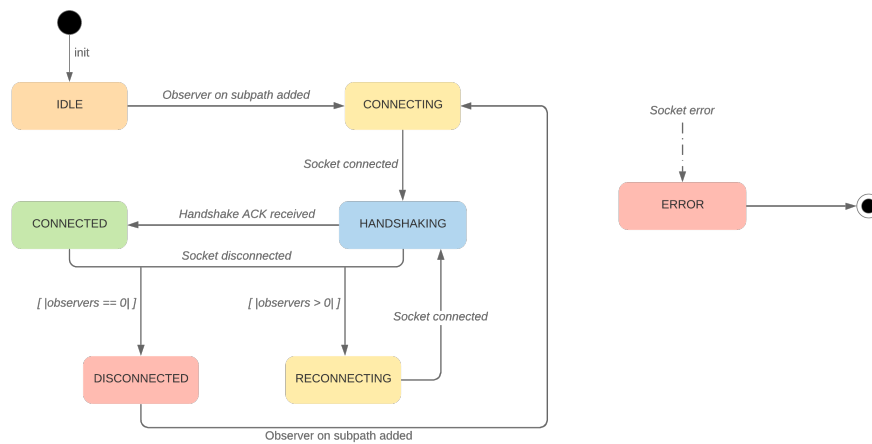 init
IDLE
Observer on subpath added
CONNECTING
Socket error
Socket connected
ERROR
CONNECTED
Handshake ACK received
HANDSHAKING
Socket disconnected
[ |observers == 0| ]
[ |observers > 0| ]
Socket connected
DISCONNECTED
RECONNECTING
Observer on subpath added